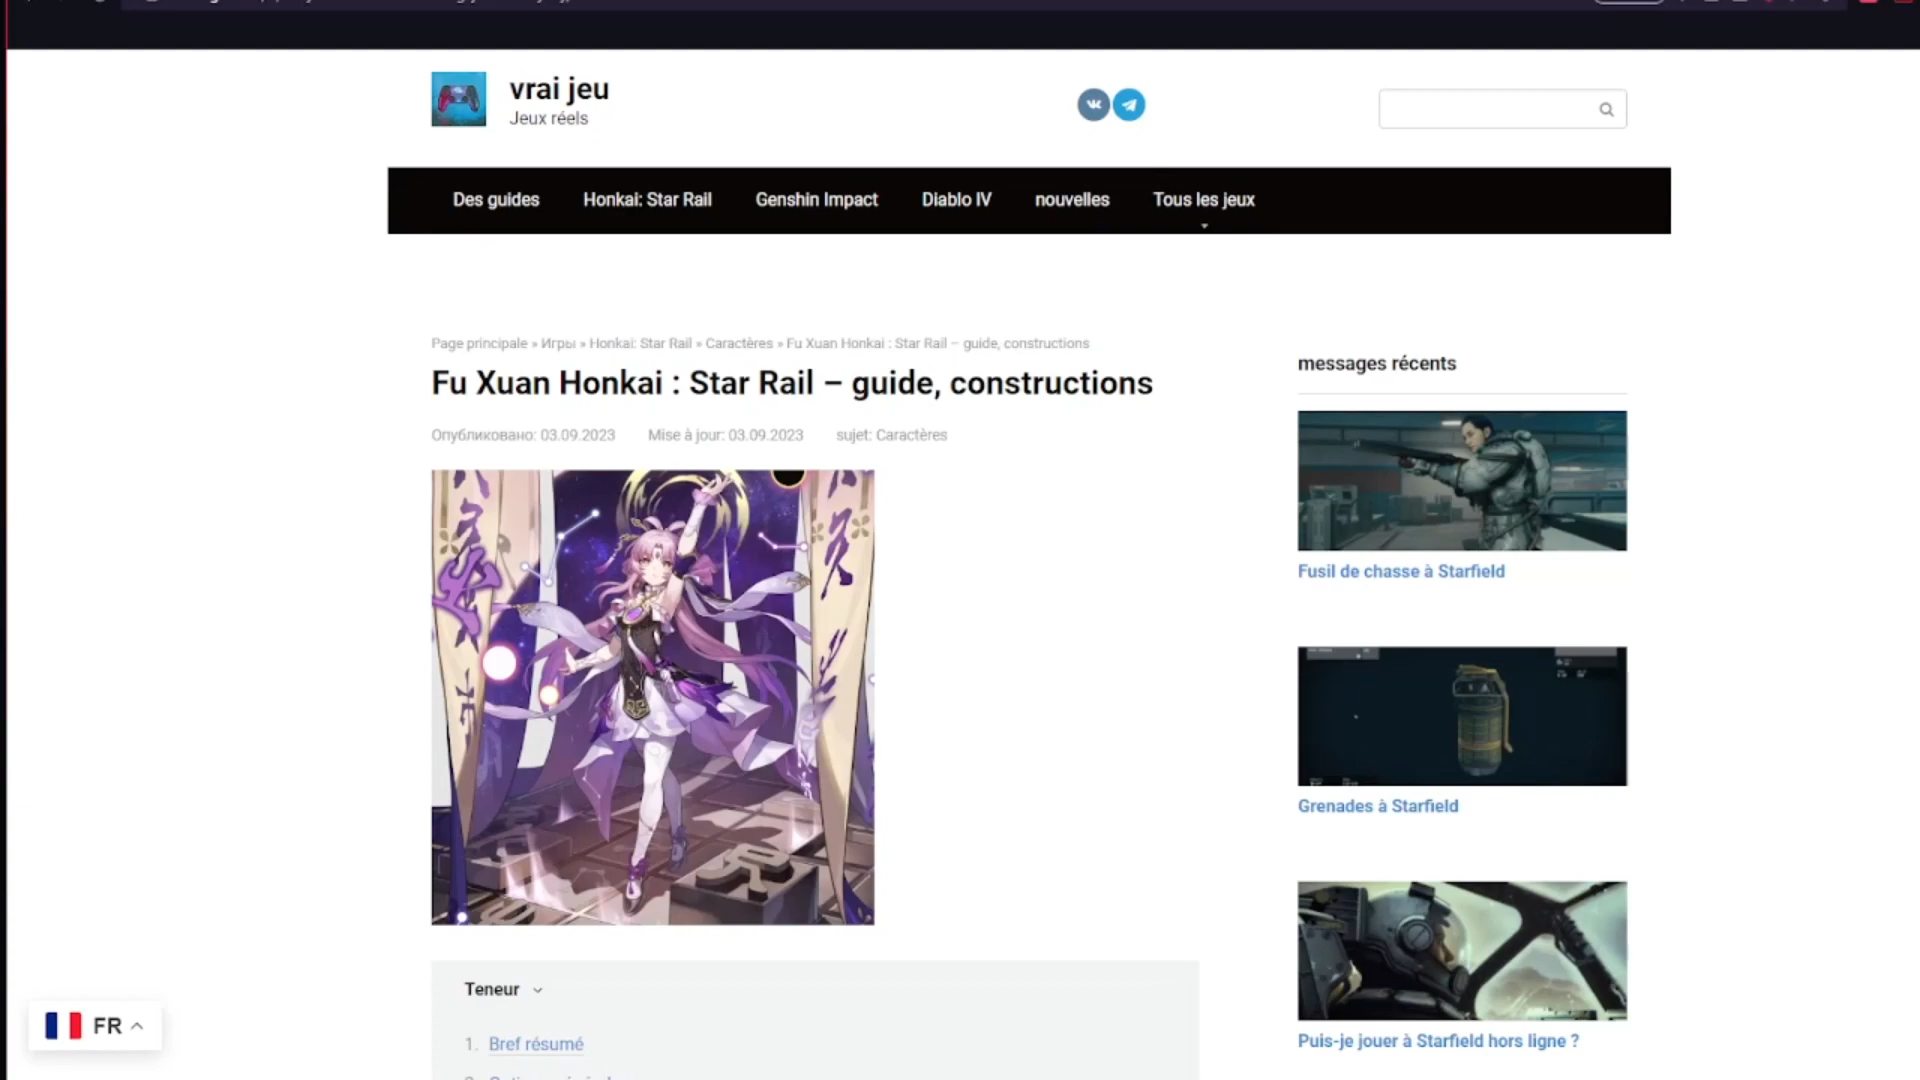 vrai jeu
Jeux réels
Des guides
Honkai: Star Rail
Genshin Impact
Diablo IV
nouvelles
Tous les jeux
Page principale » Игры » Honkai: Star Rail » Caractères » Fu Xuan Honkai : Star Rail – guide, constructions
Fu Xuan Honkai : Star Rail – guide, constructions
Опубликовано: 03.09.2023
Mise à jour: 03.09.2023
sujet: Caractères
Teneur
1. Bref résumé
messages récents
Fusil de chasse à Starfield
Grenades à Starfield
Puis-je jouer à Starfield hors ligne ?
FR